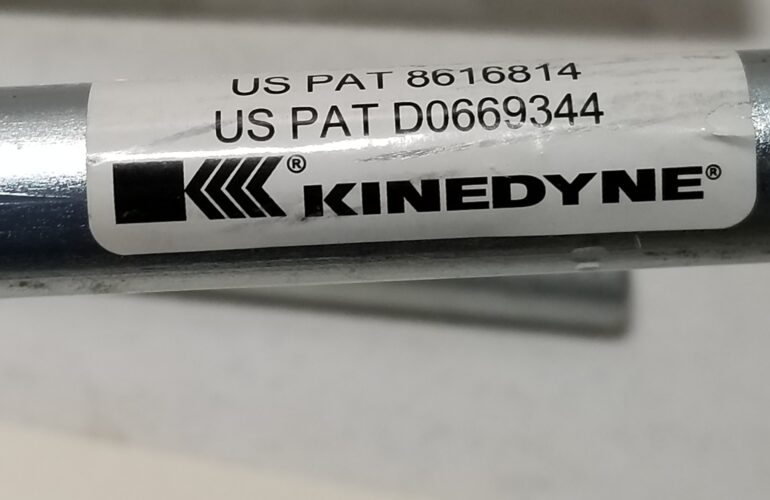 US PAT 8616814
US PAT D0669344
® KINEDYNE®